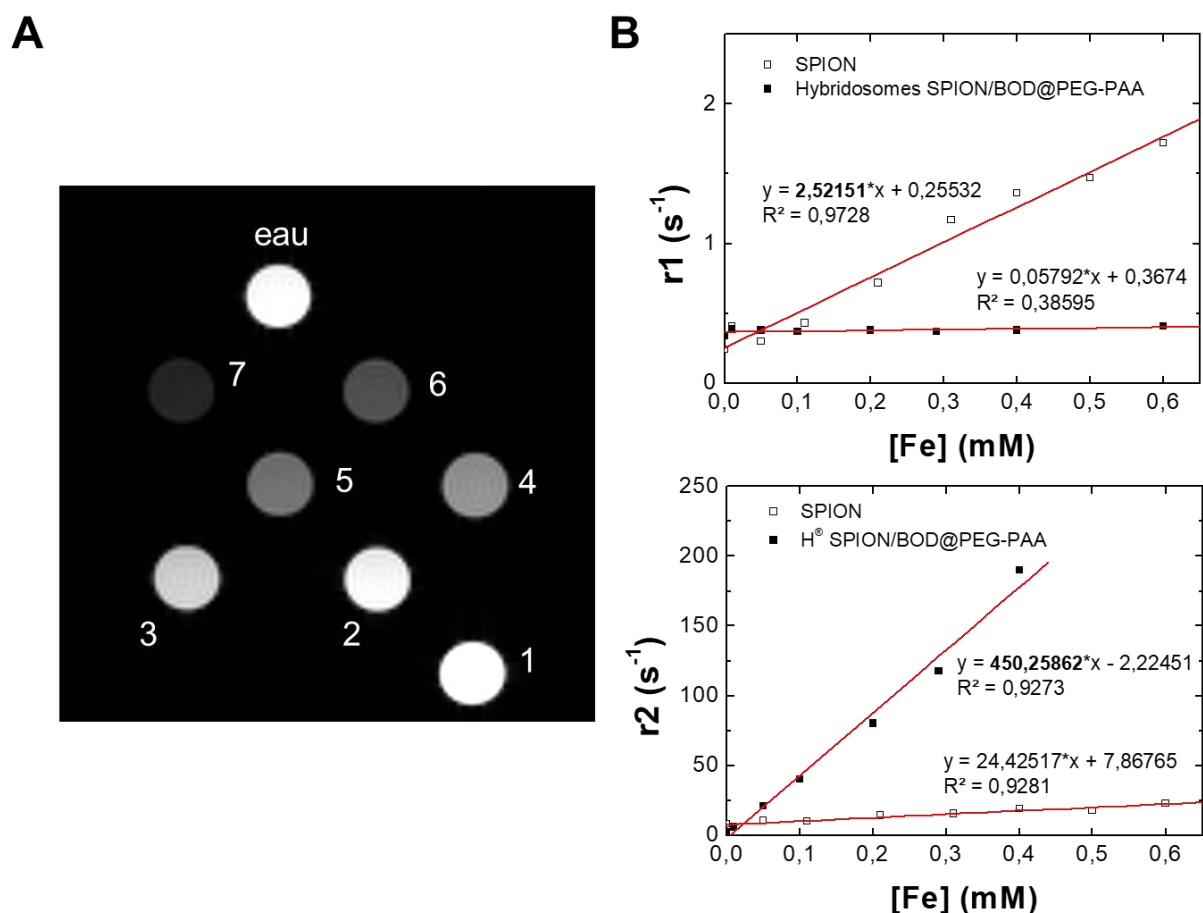 A
eau
7
6
5
4
3
2
1
B
□ SPION
■ Hybridosomes SPION/BOD@PEG-PAA
2
1
0
r1 (s⁻¹)
y = 2,52151*x + 0,25532
R² = 0,9728
y = 0,05792*x + 0,3674
R² = 0,38595
0,0 0,1 0,2 0,3 0,4 0,5 0,6
[Fe] (mM)
□ SPION
■ H® SPION/BOD@PEG-PAA
250
200
150
100
50
0
r2 (s⁻¹)
y = 450,25862*x - 2,22451
R² = 0,9273
y = 24,42517*x + 7,86765
R² = 0,9281
0,0 0,1 0,2 0,3 0,4 0,5 0,6
[Fe] (mM)